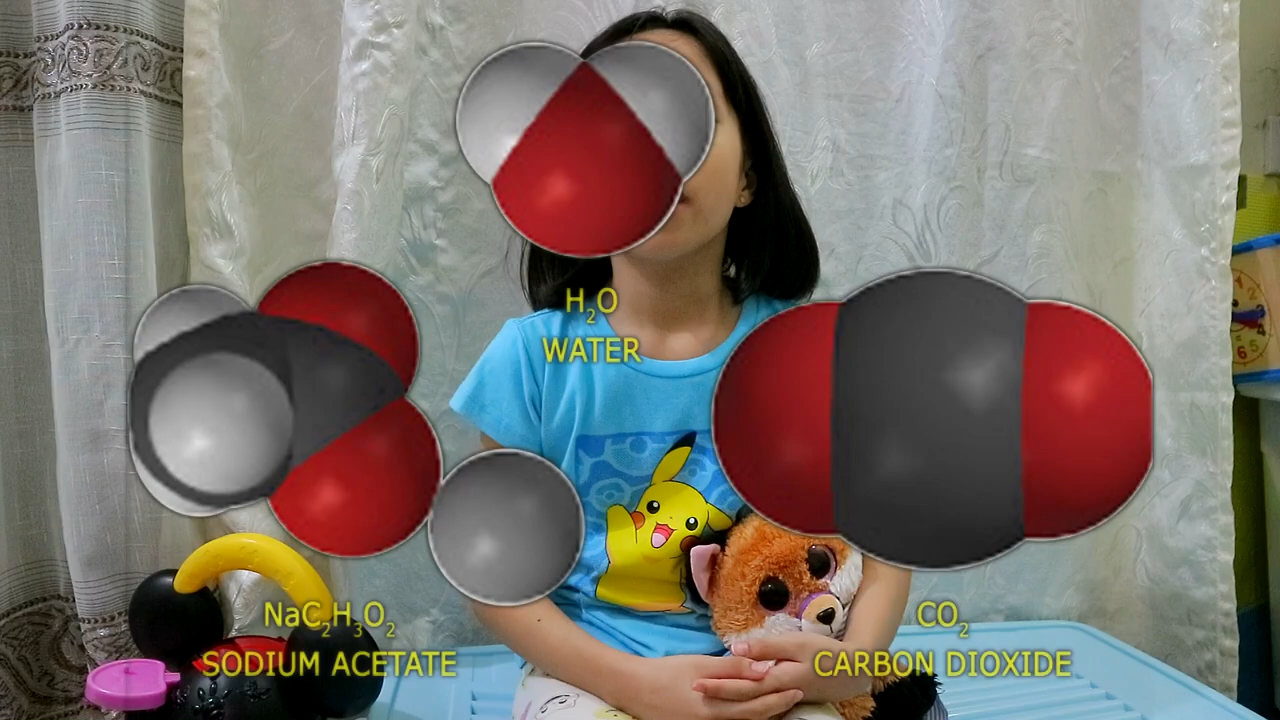 H₂O
WATER
NaC₂H₃O₂
SODIUM ACETATE
CO₂
CARBON DIOXIDE